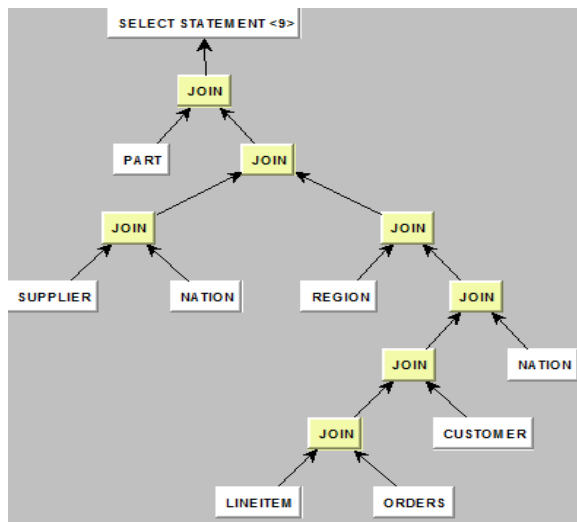 SELECT STATEMENT <9>
JOIN
PART
JOIN
JOIN
JOIN
SUPPLIER
NATION
REGION
JOIN
JOIN
NATION
JOIN
CUSTOMER
LINEITEM
ORDERS